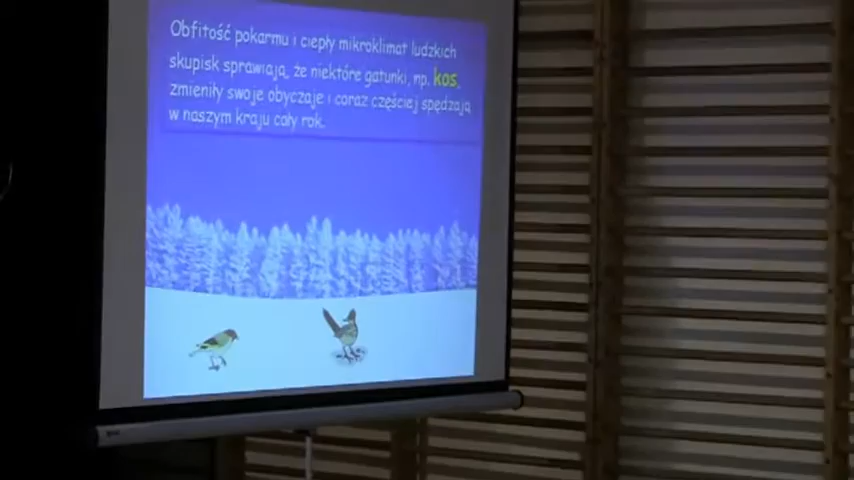 Obfitość pokarmu i ciepły mikroklimat ludzkich
skupisk sprawiają, że niektóre gatunki, np. kos,
zmieniły swoje obyczaje i coraz częściej spędzają
w naszym kraju cały rok.